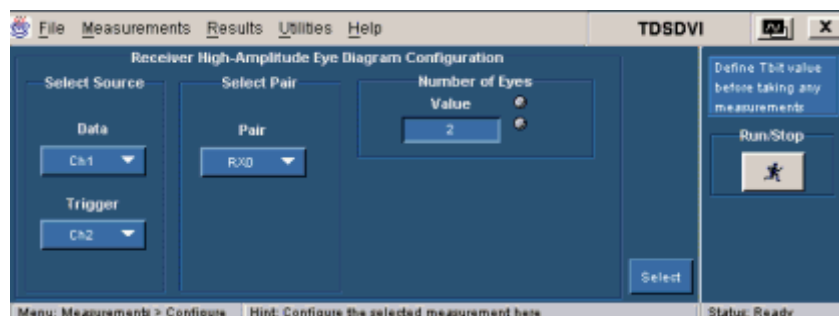 File Measurements Results Utilities Help TDSDVI X
Receiver High-Amplitude Eye Diagram Configuration
Select Source
Data
Ch1
Trigger
Ch2
Select Pair
Pair
RX0
Number of Eyes
Value
2
Select
Define Tbit value
before taking any
measurements
Run/Stop
Menu: Measurements > Configure Hint: Configure the selected measurement here Status: Ready